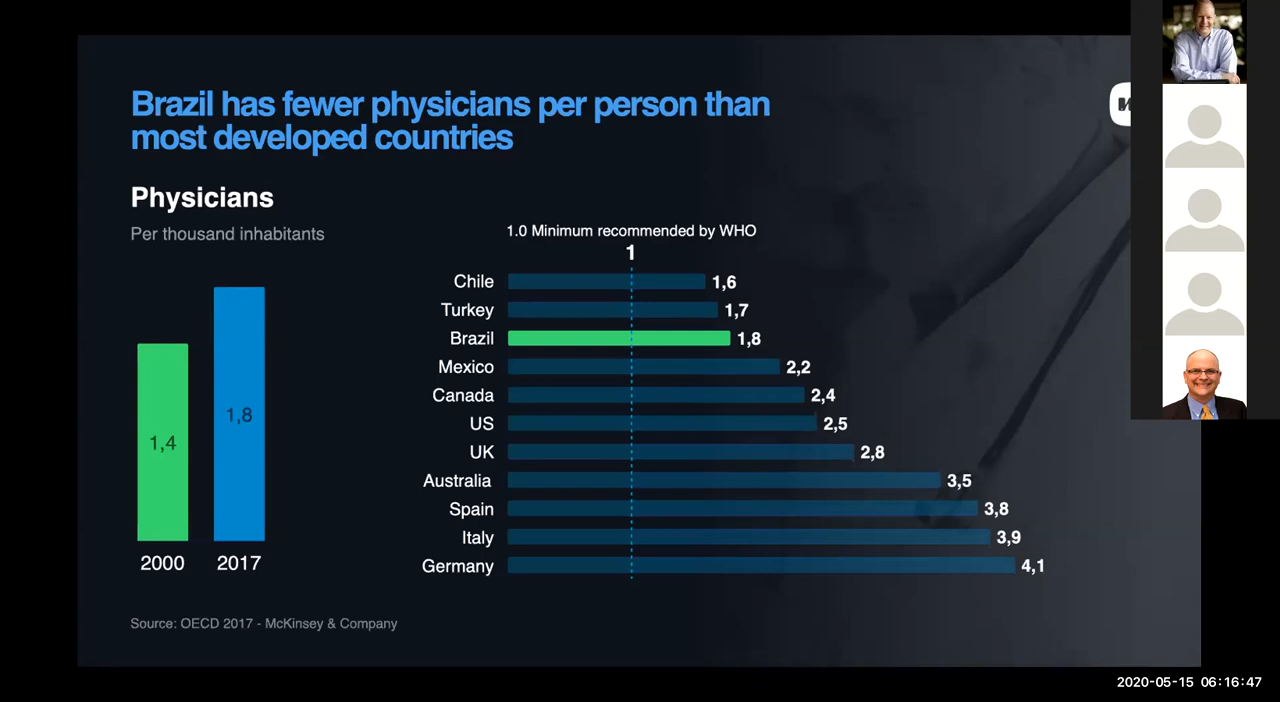 Brazil has fewer physicians per person than
most developed countries
Physicians
Per thousand inhabitants
1,4
1,8
2000
2017
1.0 Minimum recommended by WHO
1
Chile 1,6
Turkey 1,7
Brazil 1,8
Mexico 2,2
Canada 2,4
US 2,5
UK 2,8
Australia 3,5
Spain 3,8
Italy 3,9
Germany 4,1
Source: OECD 2017 - McKinsey & Company
2020-05-15 06:16:47